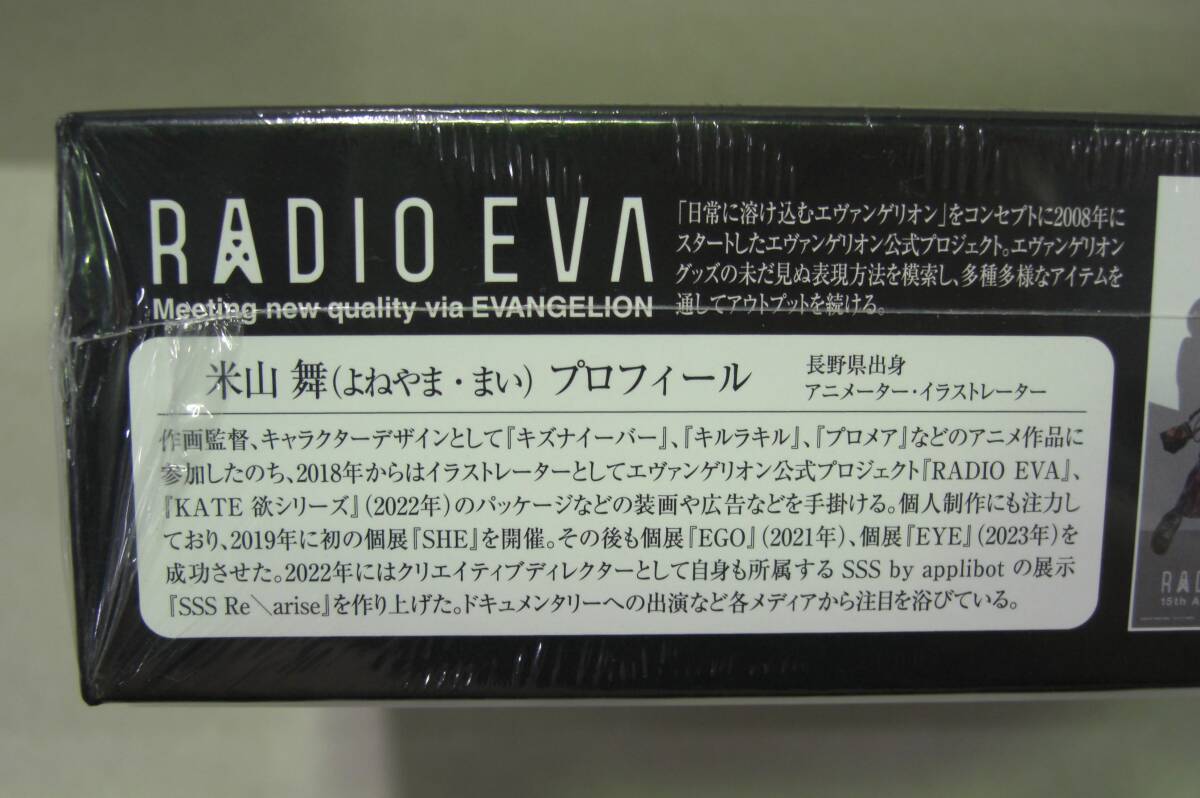 RADIO EVA
Meeting new quality via EVANGELION
「日常に溶け込むエヴァンゲリオン」をコンセプトに2008年に
スタートしたエヴァンゲリオン公式プロジェクト。エヴァンゲリオン
グッズの未だ見ぬ表現方法を模索し、多種多様なアイテムを
通してアウトプットを続ける。
米山 舞(よねやま・まい) プロフィール
長野県出身
アニメーター・イラストレーター
作画監督、キャラクターデザインとして『キズナイーバー』、『キルラキル』、『プロメア』などのアニメ作品に
参加したのち、2018年からはイラストレーターとしてエヴァンゲリオン公式プロジェクト『RADIO EVA』、
『KATE 欲シリーズ』(2022年)のパッケージなどの装画や広告などを手掛ける。個人制作にも注力し
ており、2019年に初の個展『SHE』を開催。その後も個展『EGO』(2021年)、個展『EYE』(2023年)を
成功させた。2022年にはクリエイティブディレクターとして自身も所属する SSS by applibot の展示
『SSS Re＼arise』を作り上げた。ドキュメンタリーへの出演など各メディアから注目を浴びている。
RA
15th A